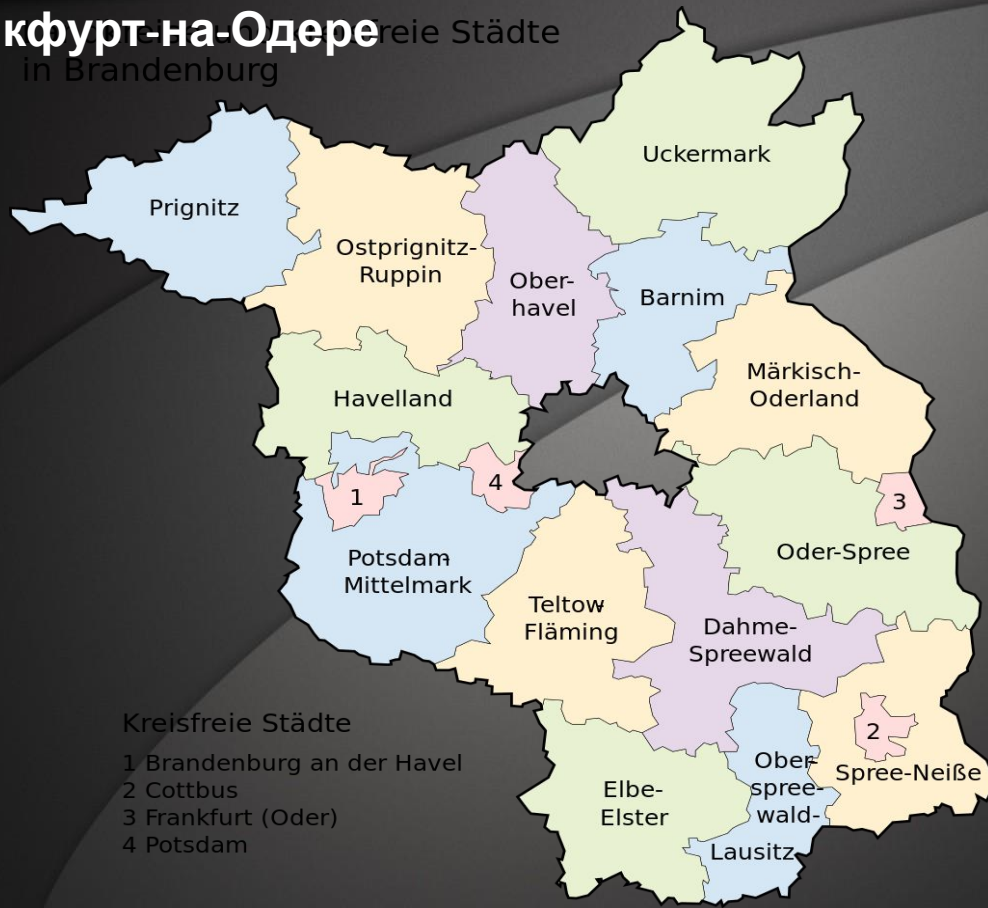 кфурт-на-Одере
freie Städte
in Brandenburg
Uckermark
Prignitz
Ostprignitz-
Ruppin
Ober-
havel
Barnim
Märkisch-
Oderland
Havelland
1
4
3
Potsdam-
Mittelmark
Oder-Spree
Teltow-
Fläming
Dahme-
Spreewald
2
Ober-
spree-
wald-
Lausitz
Spree-Neiße
Elbe-
Elster
Kreisfreie Städte
1 Brandenburg an der Havel
2 Cottbus
3 Frankfurt (Oder)
4 Potsdam